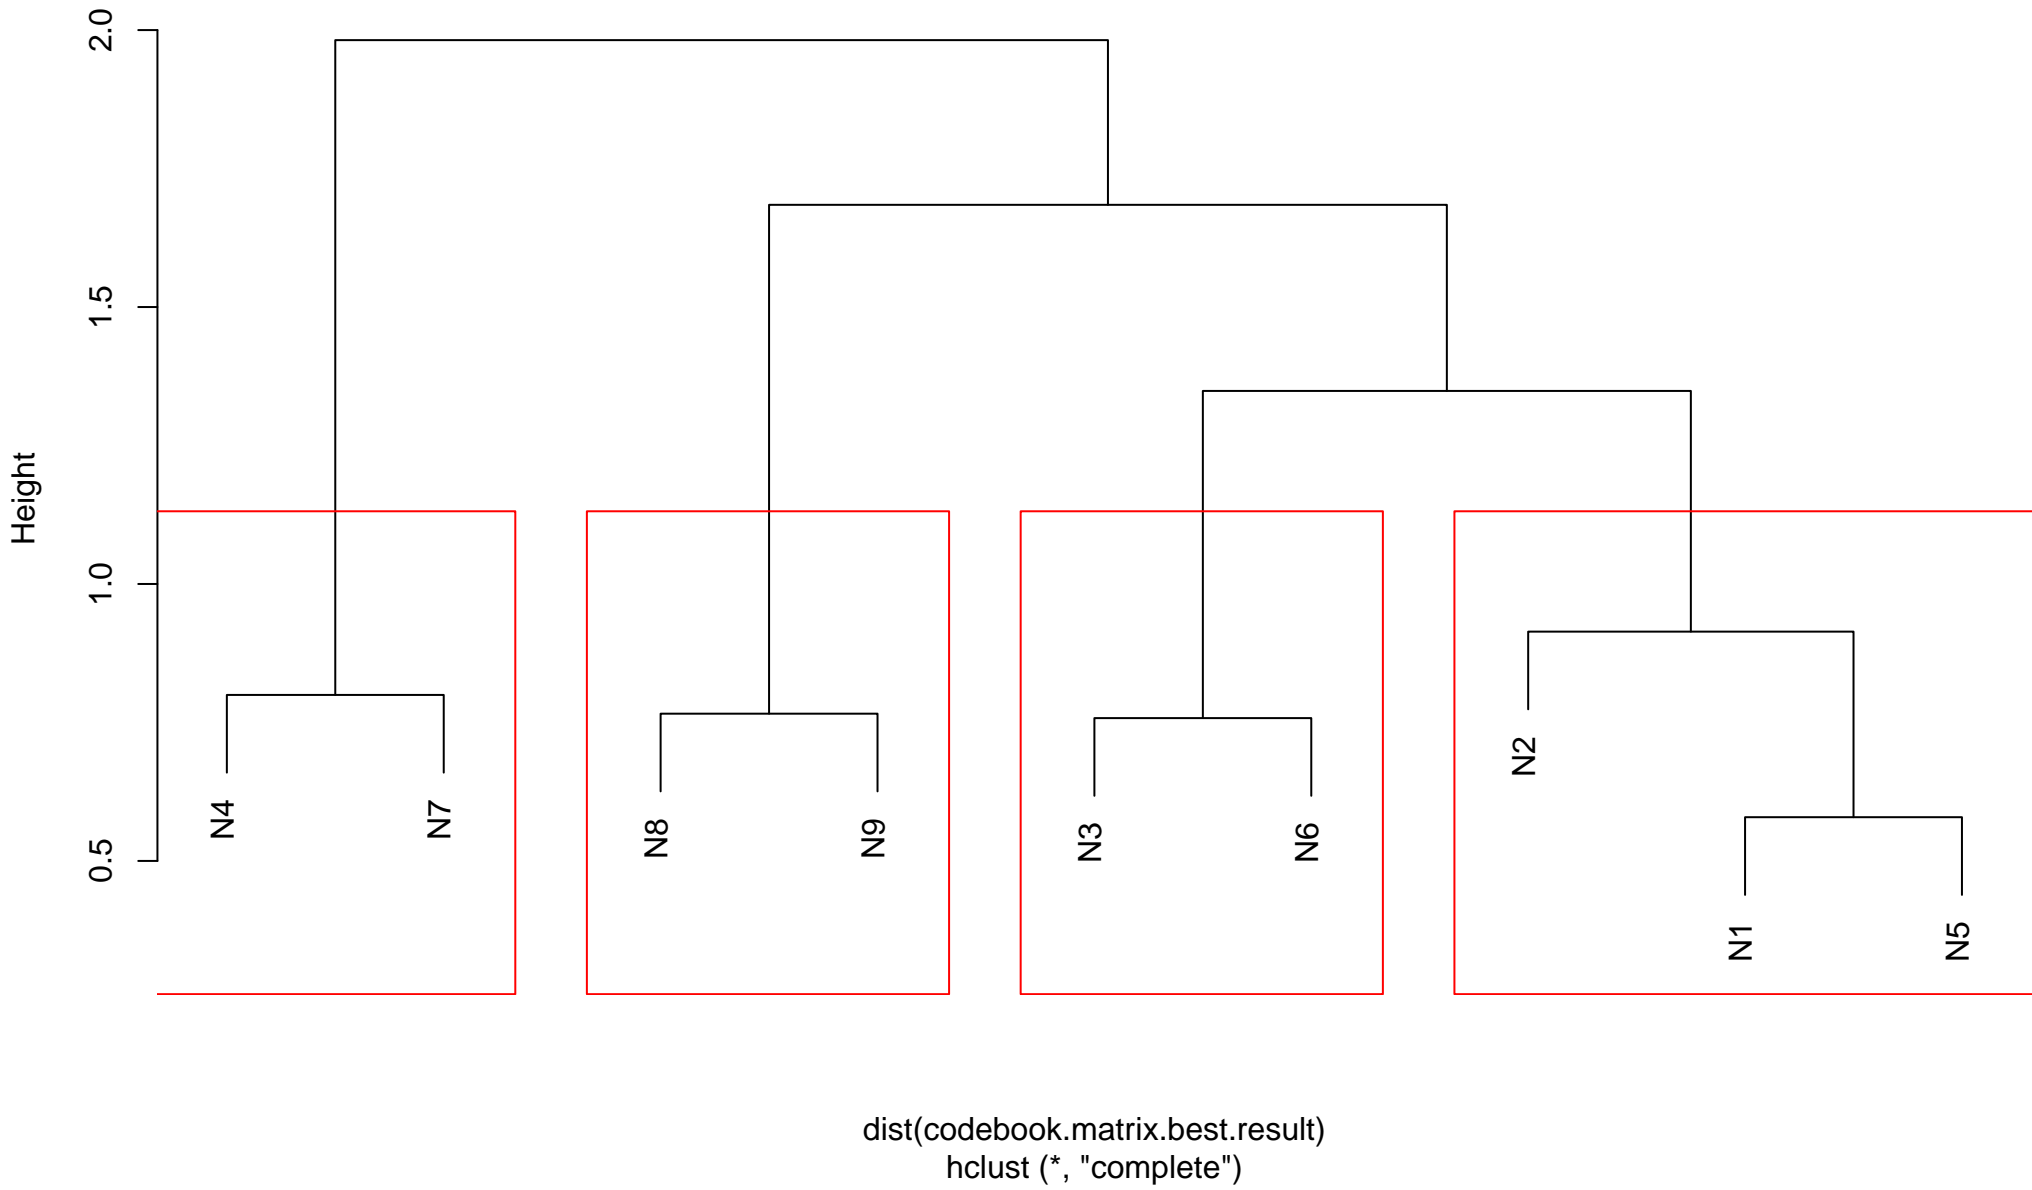 2.0
1.5
1.0
0.5
Height
N4
N7
N8
N9
N3
N6
N2
N1
N5
dist(codebook.matrix.best.result)
hclust (*, "complete")